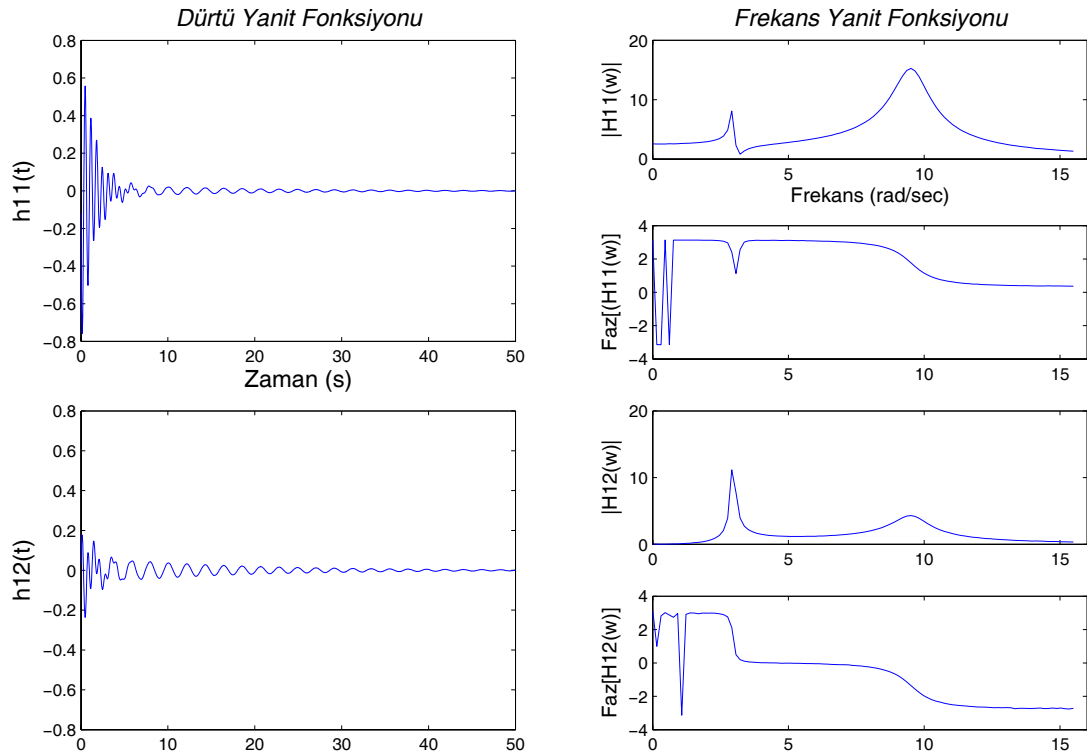 Dürtü Yanit Fonksiyonu
0.8
0.6
0.4
0.2
0
−0.2
−0.4
−0.6
−0.8
h11(t)
0 10 20 30 40 50
Zaman (s)
0.8
0.6
0.4
0.2
0
−0.2
−0.4
−0.6
−0.8
h12(t)
0 10 20 30 40 50
Frekans Yanit Fonksiyonu
20
10
0
|H11(w)|
0 5 10 15
Frekans (rad/sec)
4
2
0
−2
−4
Faz[(H11(w)]
0 5 10 15
20
10
0
|H12(w)|
0 5 10 15
4
2
0
−2
−4
Faz[H12(w)]
0 5 10 15